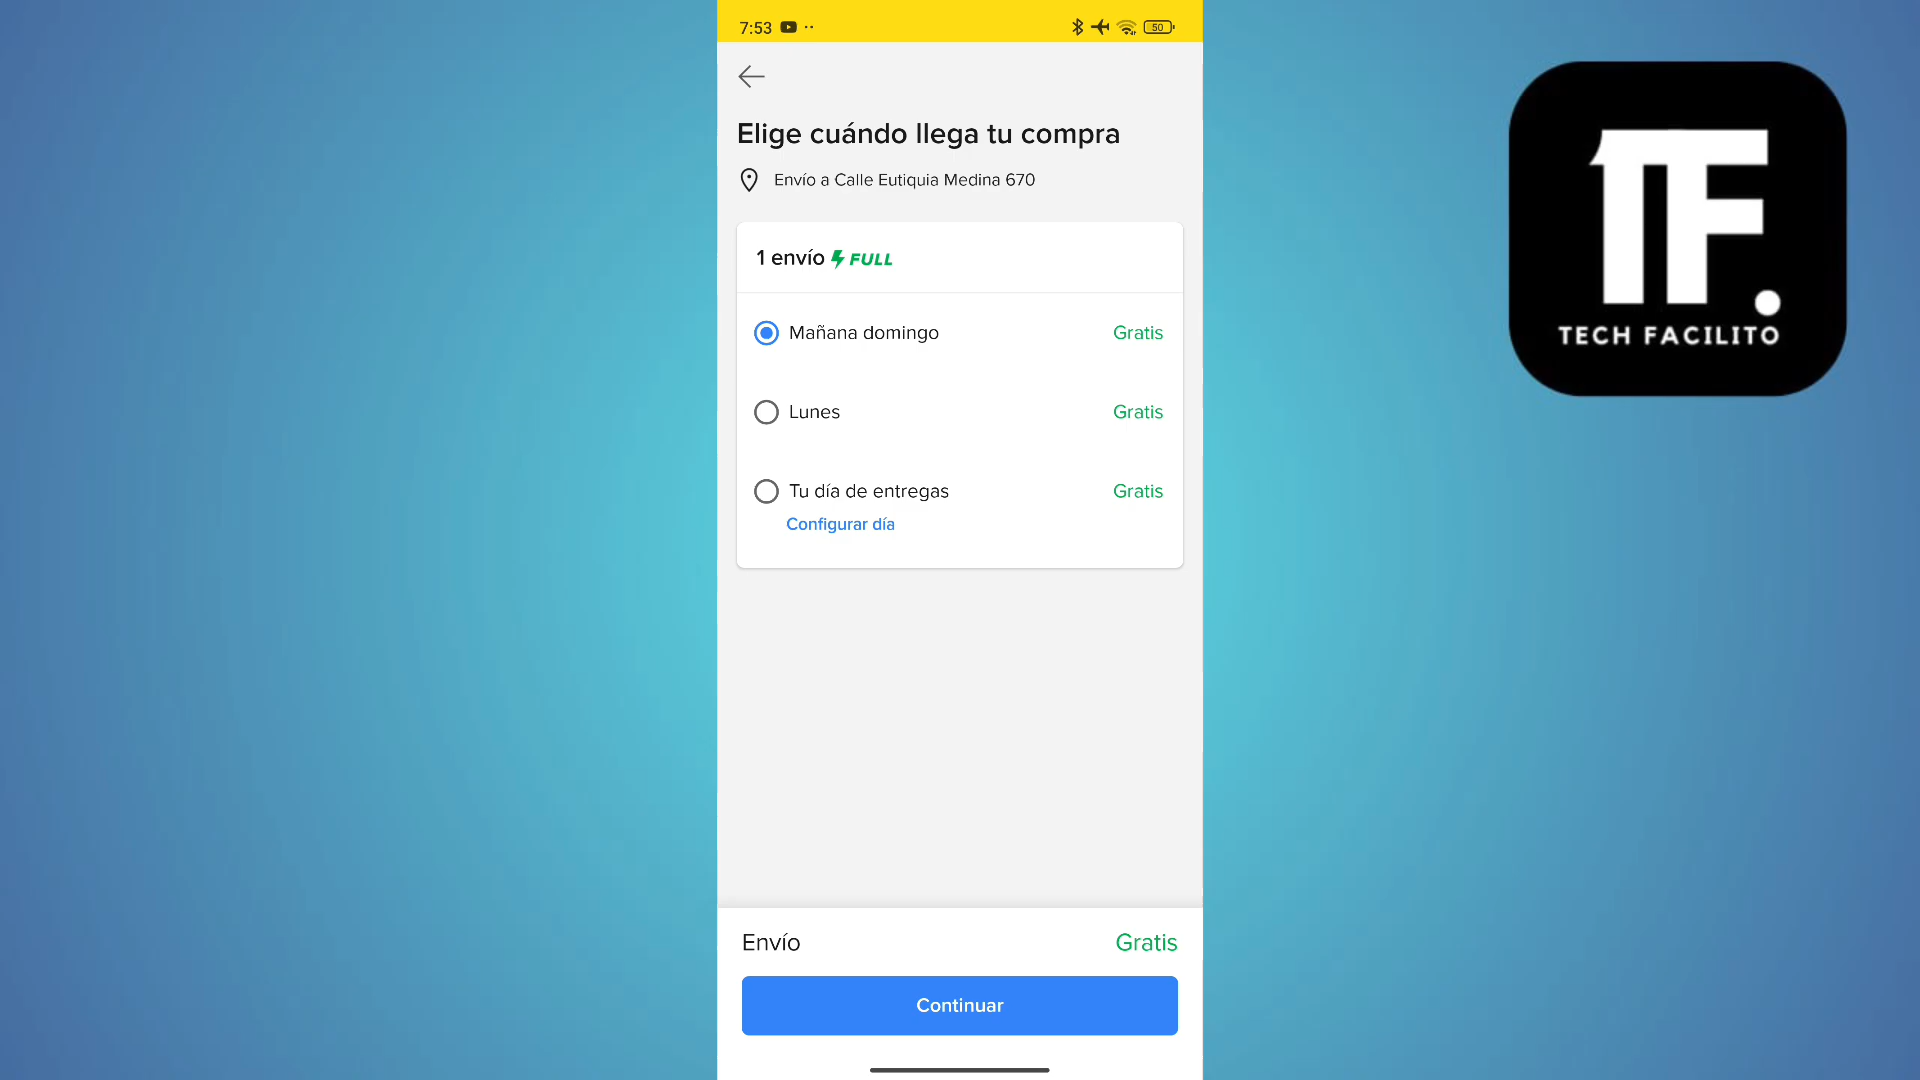 7:53
50
Elige cuándo llega tu compra
Envío a Calle Eutiquia Medina 670
1 envío FULL
Mañana domingo Gratis
Lunes Gratis
Tu día de entregas Gratis
Configurar día
Envío Gratis
Continuar
TF.
TECH FACILITO